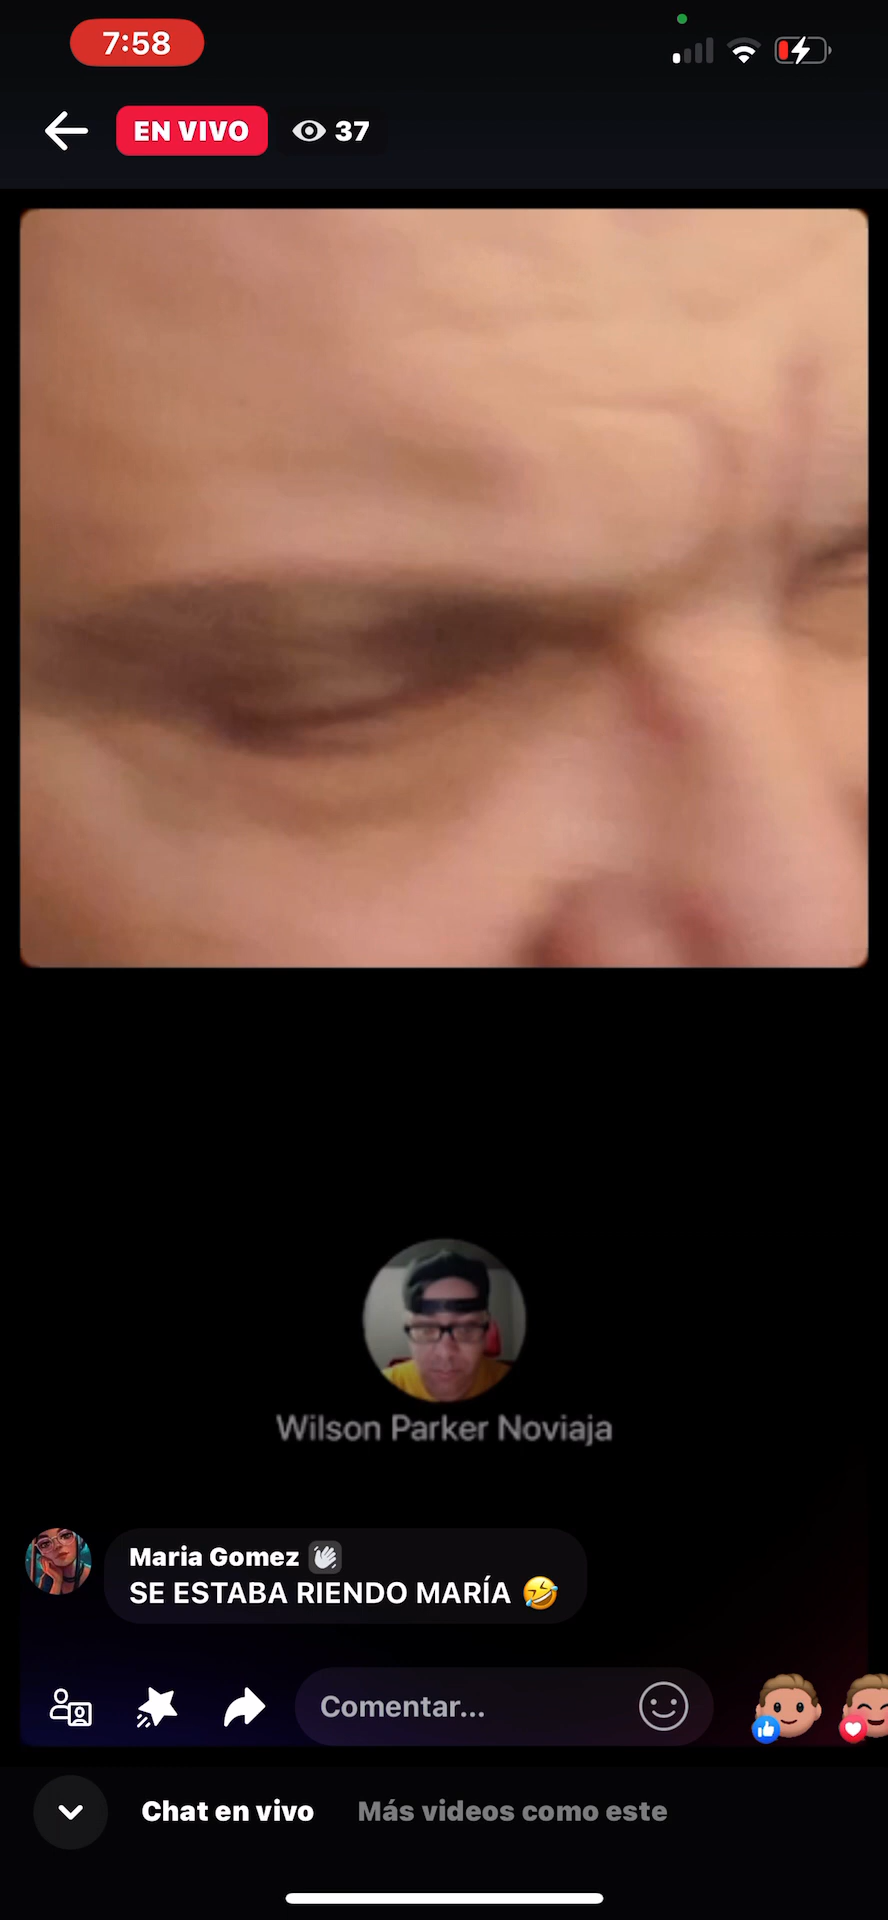 7:58
EN VIVO
37
Wilson Parker Noviaja
Maria Gomez
SE ESTABA RIENDO MARÍA 🤣
Comentar...
Chat en vivo
Más videos como este